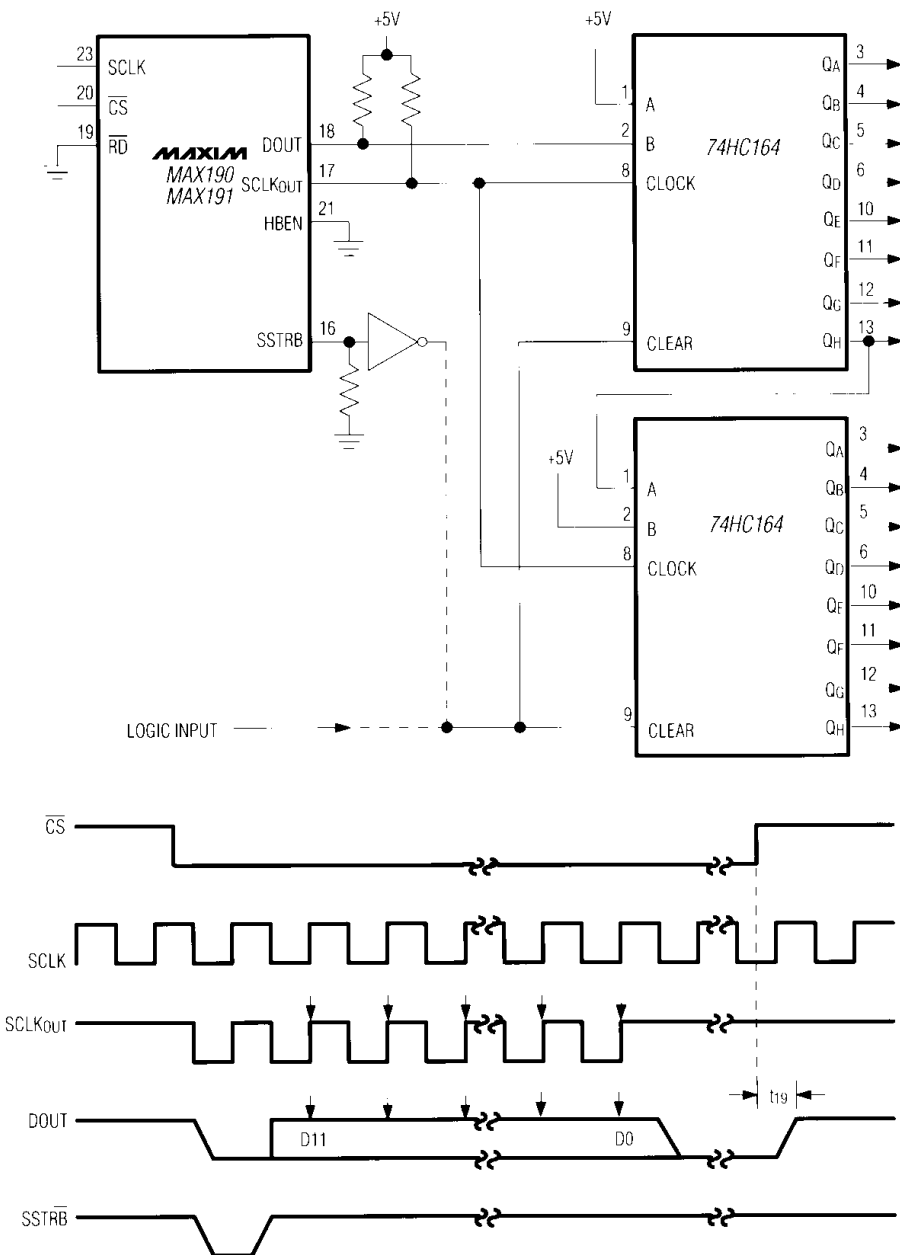 +5V
+5V
23 SCLK
20 CS
19 RD
MAXIM
MAX190
MAX191
DOUT 18
SCLKOUT 17
HBEN 21
SSTRB 16
1 A
2 B
8 CLOCK
9 CLEAR
74HC164
QA 3
QB 4
QC 5
QD 6
QE 10
QF 11
QG 12
QH 13
+5V
1 A
2 B
8 CLOCK
9 CLEAR
74HC164
QA 3
QB 4
QC 5
QD 6
QE 10
QF 11
QG 12
QH 13
LOGIC INPUT
CS
SCLK
SCLKOUT
DOUT
D11
D0
t19
SSTRB